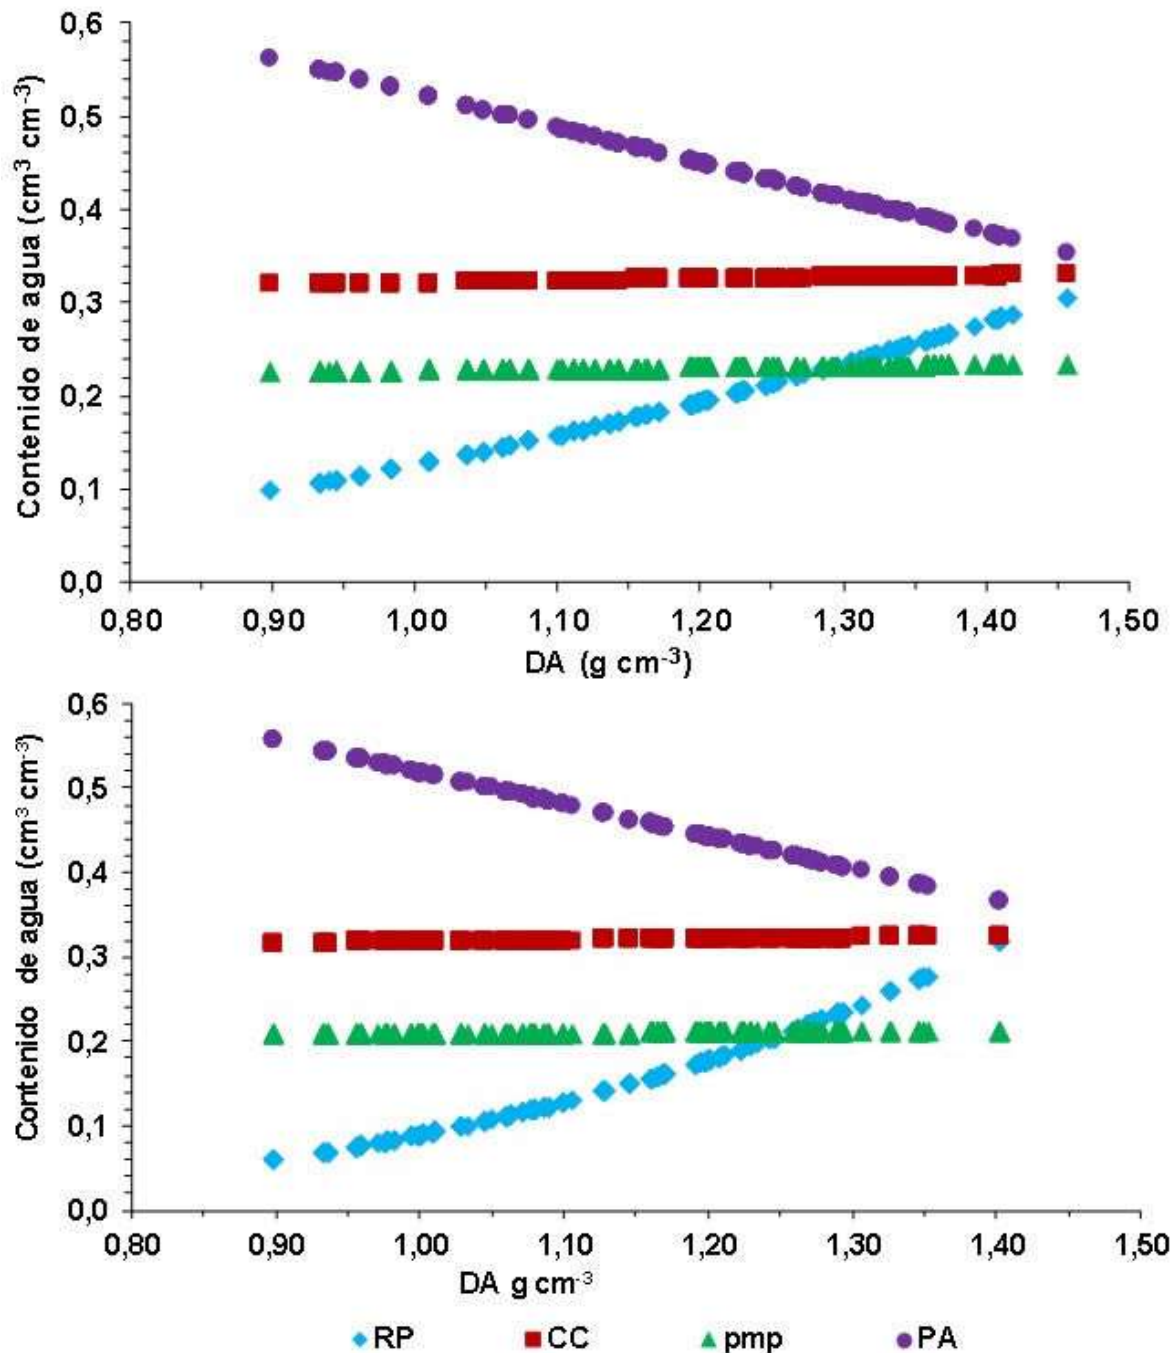 0,6
0,5
0,4
0,3
0,2
0,1
0,0
Contenido de agua (cm³ cm⁻³)
0,80 0,90 1,00 1,10 1,20 1,30 1,40 1,50
DA (g cm⁻³)
0,6
0,5
0,4
0,3
0,2
0,1
0,0
Contenido de agua (cm³ cm⁻³)
0,80 0,90 1,00 1,10 1,20 1,30 1,40 1,50
DA g cm⁻³
RP CC pmp PA